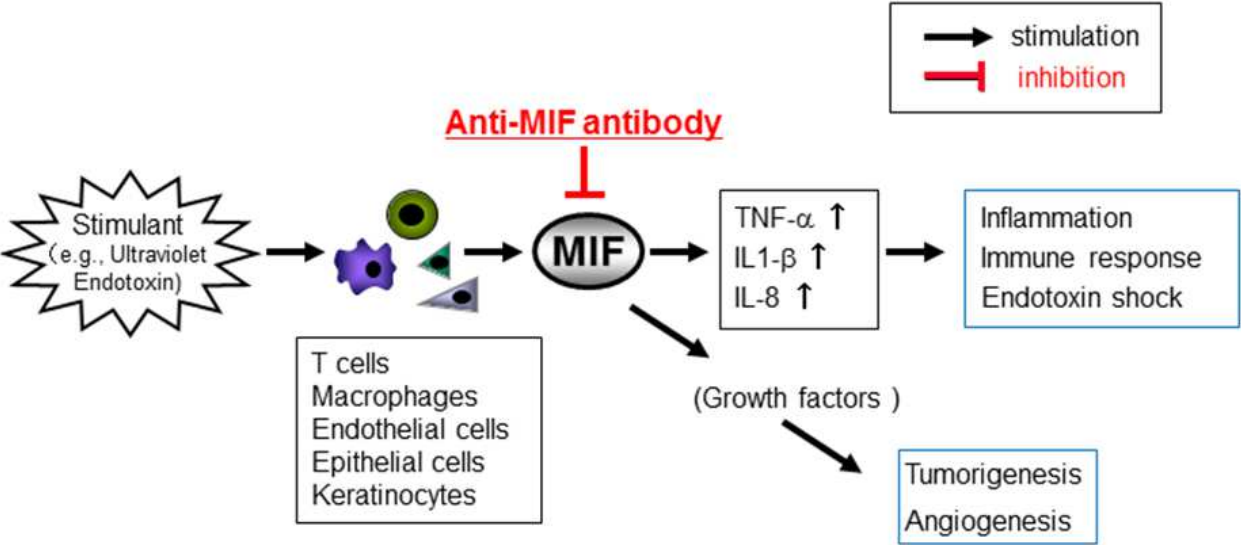 stimulation
inhibition
Anti-MIF antibody
Stimulant
(e.g., Ultraviolet
Endotoxin)
MIF
TNF-α ↑
IL1-β ↑
IL-8 ↑
Inflammation
Immune response
Endotoxin shock
T cells
Macrophages
Endothelial cells
Epithelial cells
Keratinocytes
(Growth factors )
Tumorigenesis
Angiogenesis